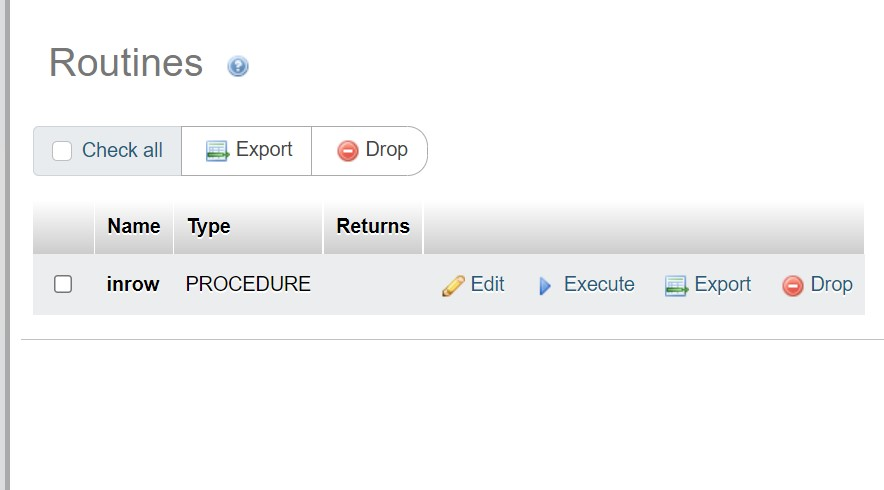 Routines
Check all Export Drop
Name Type Returns
inrow PROCEDURE Edit Execute Export Drop